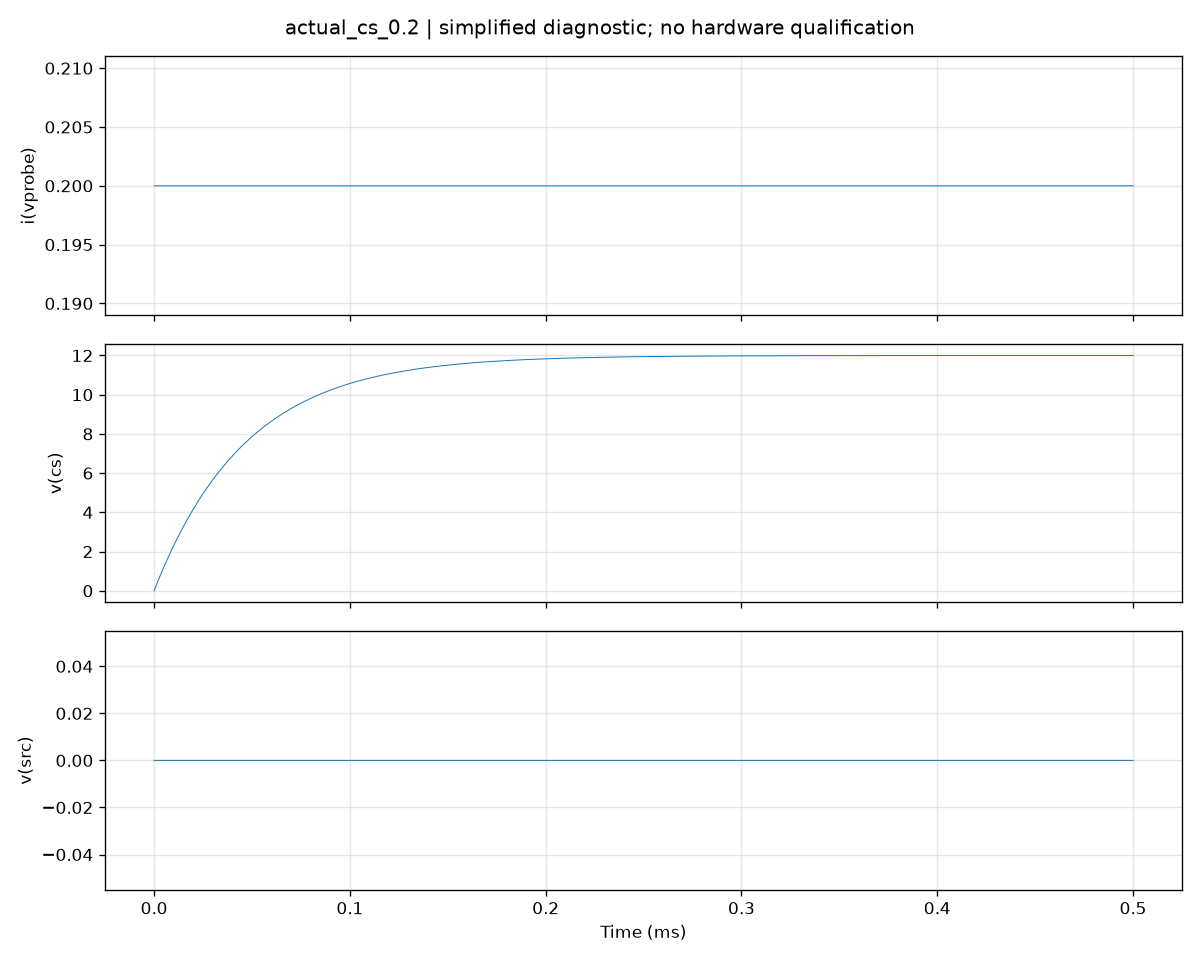 actual_cs_0.2 | simplified diagnostic; no hardware qualification
0.210
0.205
0.200
0.195
0.190
i(vprobe)
12
10
8
6
4
2
0
v(cs)
0.04
0.02
0.00
−0.02
−0.04
v(src)
0.0 0.1 0.2 0.3 0.4 0.5
Time (ms)